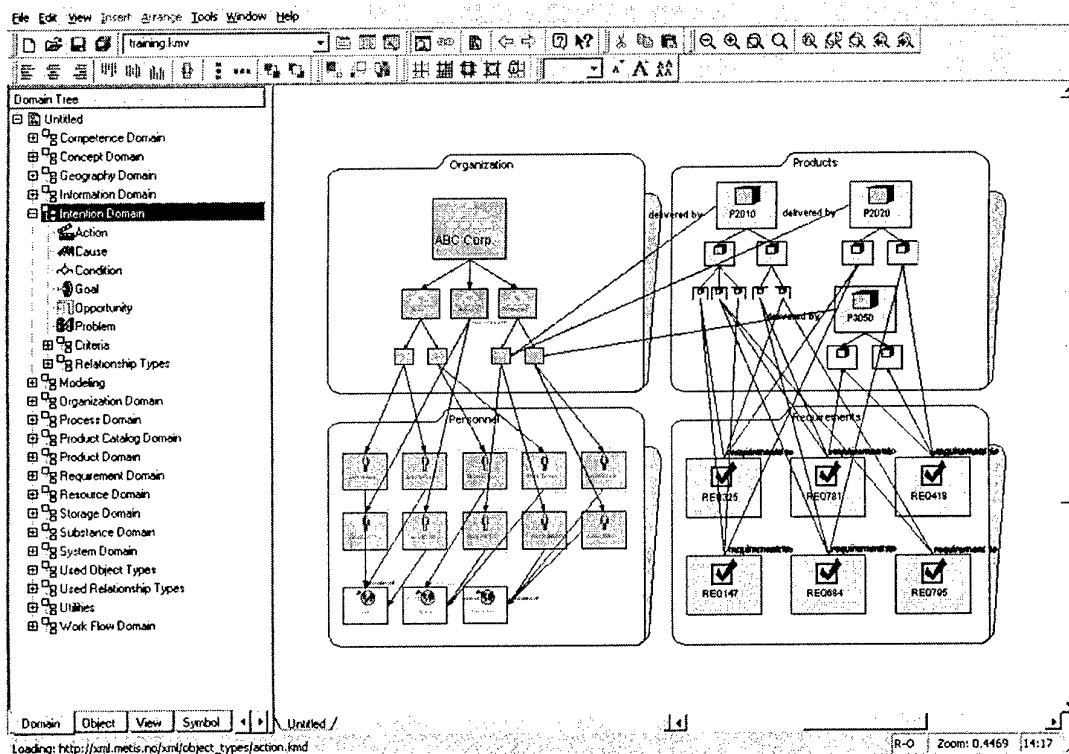 File Edit View Insert Arrange Tools Window Help
training.kmv
Domain Tree
Untitled
Competence Domain
Concept Domain
Geography Domain
Information Domain
Intention Domain
Action
Cause
Condition
Goal
Opportunity
Problem
Criteria
Relationship Types
Modeling
Organization Domain
Process Domain
Product Catalog Domain
Product Domain
Requirement Domain
Resource Domain
Storage Domain
Substance Domain
System Domain
Used Object Types
Used Relationship Types
Utilities
Work Flow Domain
Domain Object View Symbol
Untitled
Organization
ABC Corp.
Products
delivered by P2010 delivered by P2020
delivered by P3050
Personnel
Requirements
REQ325 REQ781 REQ418
REQ147 REQ684 REQ795
Loading: http://xml.metis.no/xml/object_types/action.kmd
R-O Zoom: 0.4469 14:17